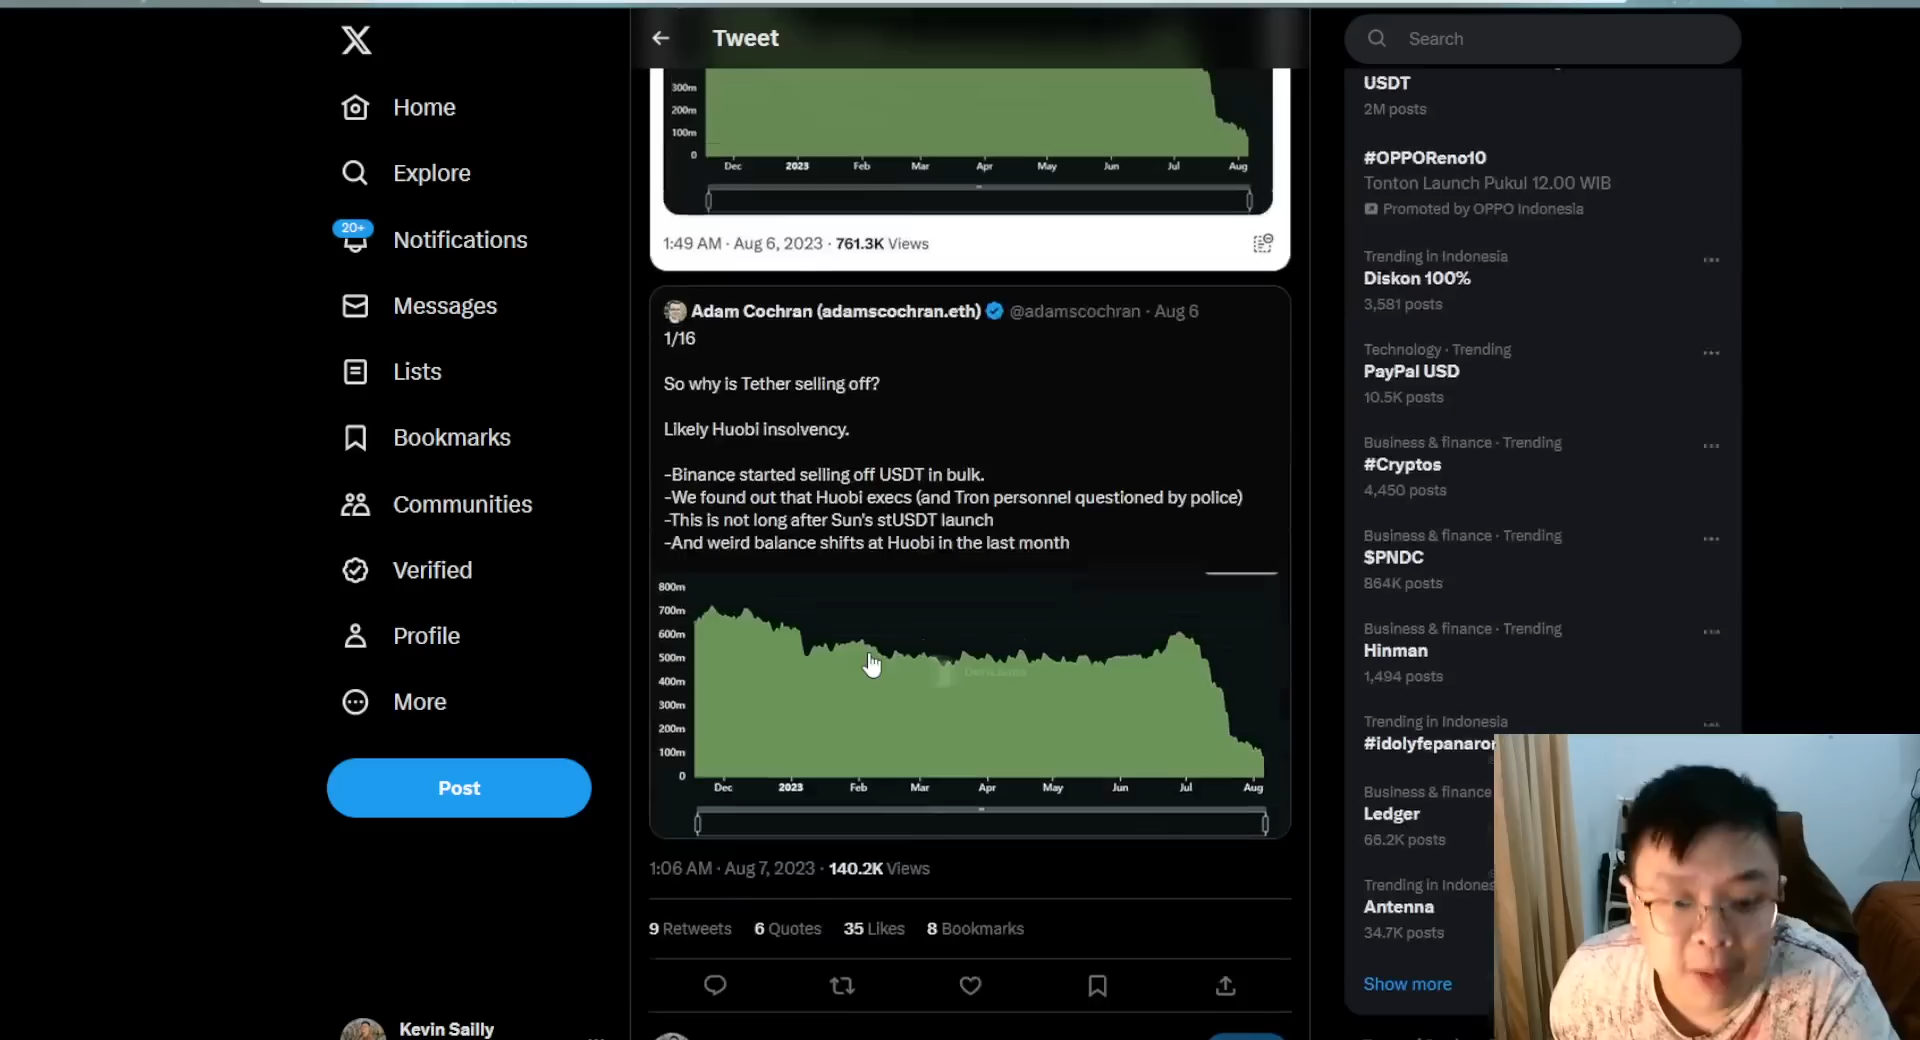 Home
Explore
20+
Notifications
Messages
Lists
Bookmarks
Communities
Verified
Profile
More
Post
Kevin Sailly
Tweet
300m
200m
100m
0
Dec 2023 Feb Mar Apr May Jun Jul Aug
1:49 AM · Aug 6, 2023 · 761.3K Views
Adam Cochran (adamscochran.eth) @adamscochran · Aug 6
1/16
So why is Tether selling off?
Likely Huobi insolvency.
-Binance started selling off USDT in bulk.
-We found out that Huobi execs (and Tron personnel questioned by police)
-This is not long after Sun's stUSDT launch
-And weird balance shifts at Huobi in the last month
800m
700m
600m
500m
400m
300m
200m
100m
0
Dec 2023 Feb Mar Apr May Jun Jul Aug
1:06 AM · Aug 7, 2023 · 140.2K Views
9 Retweets 6 Quotes 35 Likes 8 Bookmarks
Search
USDT
2M posts
#OPPOReno10
Tonton Launch Pukul 12.00 WIB
Promoted by OPPO Indonesia
Trending in Indonesia
Diskon 100%
3,581 posts
Technology · Trending
PayPal USD
10.5K posts
Business & finance · Trending
#Cryptos
4,450 posts
Business & finance · Trending
$PNDC
864K posts
Business & finance · Trending
Hinman
1,494 posts
Trending in Indonesia
#idolyfepanaror
Business & finance
Ledger
66.2K posts
Trending in Indones
Antenna
34.7K posts
Show more